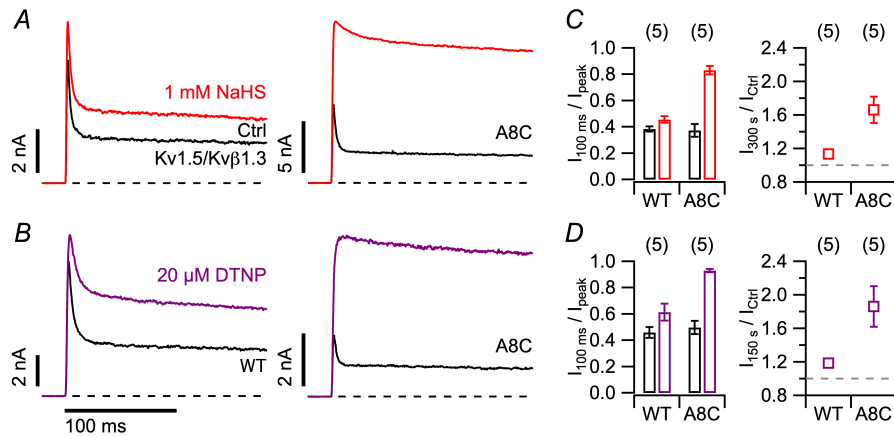 A
1 mM NaHS
Ctrl
Kv1.5/Kvβ1.3
2 nA
A8C
5 nA
C
(5) (5)
I100 ms / Ipeak
1.0
0.8
0.6
0.4
0.2
0.0
WT A8C
(5) (5)
I300 s / ICtrl
2.4
2.0
1.6
1.2
0.8
WT A8C
B
20 µM DTNP
WT
2 nA
100 ms
A8C
2 nA
D
(5) (5)
I100 ms / Ipeak
1.0
0.8
0.6
0.4
0.2
0.0
WT A8C
(5) (5)
I150 s / ICtrl
2.4
2.0
1.6
1.2
0.8
WT A8C